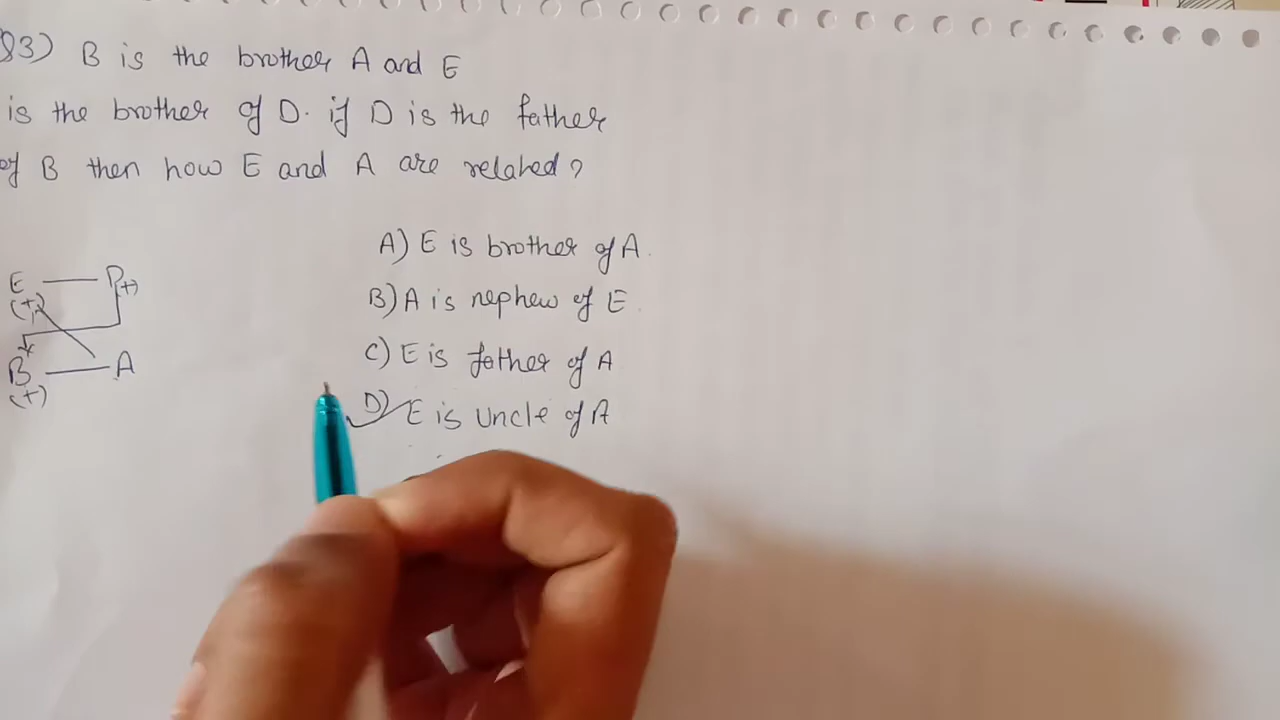 Q3) B is the brother A and E
is the brother of D. if D is the father
of B then how E and A are related?
A) E is brother of A.
B) A is nephew of E.
C) E is father of A
D) E is uncle of A
E — D(+)
(+)
B — A
(+)